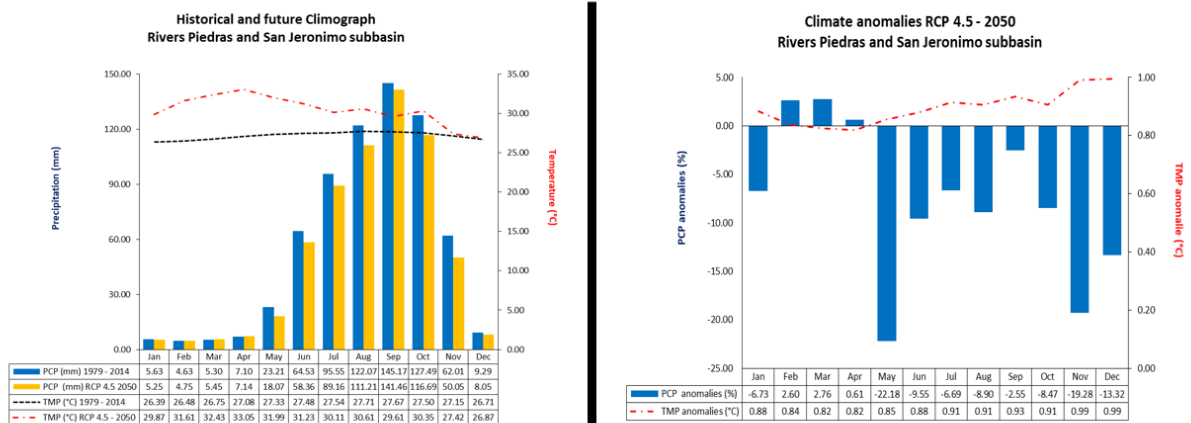 Historical and future Climograph
Rivers Piedras and San Jeronimo subbasin
150.00
120.00
90.00
60.00
30.00
0.00
Precipitation (mm)
35.00
30.00
25.00
20.00
15.00
10.00
5.00
0.00
Temperature (°C)
Jan Feb Mar Apr May Jun Jul Aug Sep Oct Nov Dec
PCP (mm) 1979 - 2014 5.63 4.63 5.30 7.10 23.21 64.53 95.55 122.07 145.17 127.49 62.01 9.29
PCP (mm) RCP 4.5 2050 5.25 4.75 5.45 7.14 18.07 58.36 89.16 111.21 141.46 116.69 50.05 8.05
TMP (°C) 1979 - 2014 26.39 26.48 26.75 27.08 27.33 27.48 27.54 27.71 27.67 27.50 27.15 26.71
TMP (°C) RCP 4.5 - 2050 29.87 31.61 32.43 33.05 31.99 31.23 30.11 30.61 29.61 30.35 27.42 26.87
Climate anomalies RCP 4.5 - 2050
Rivers Piedras and San Jeronimo subbasin
5.00
0.00
-5.00
-10.00
-15.00
-20.00
-25.00
PCP anomalies (%)
1.00
0.80
0.60
0.40
0.20
0.00
TMP anomalie (°C)
Jan Feb Mar Apr May Jun Jul Aug Sep Oct Nov Dec
PCP anomalies (%) -6.73 2.60 2.76 0.61 -22.18 -9.55 -6.69 -8.90 -2.55 -8.47 -19.28 -13.32
TMP anomalies (°C) 0.88 0.84 0.82 0.82 0.85 0.88 0.91 0.91 0.93 0.91 0.99 0.99